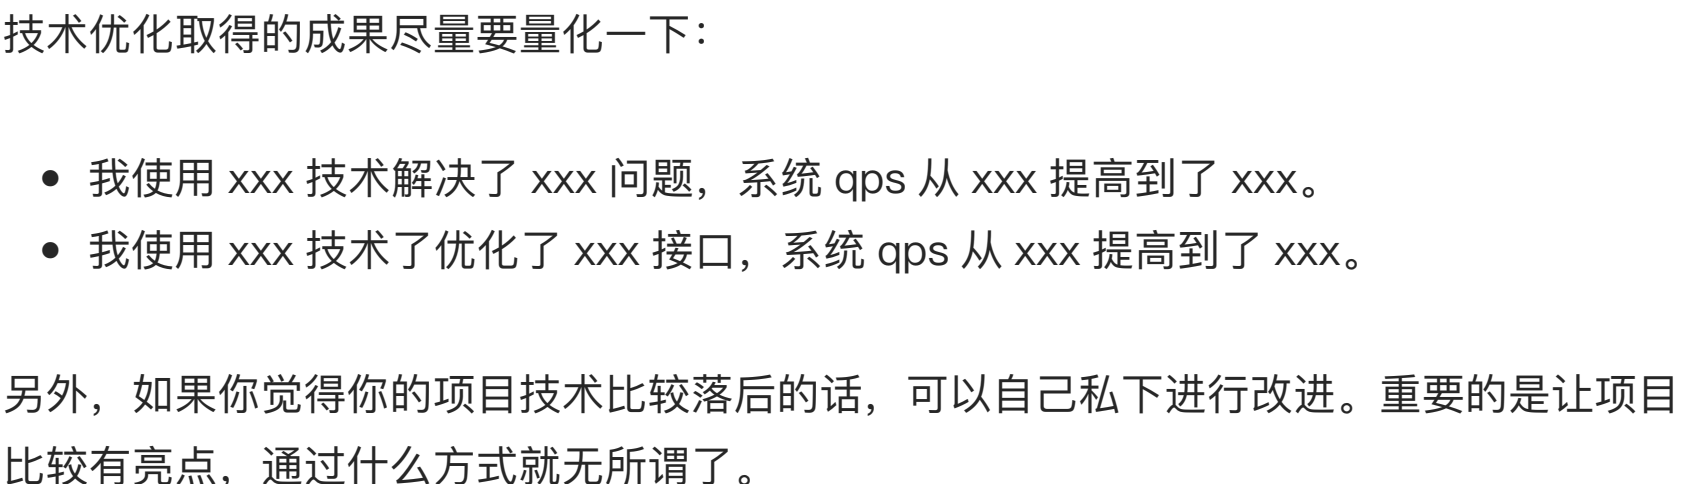 技术优化取得的成果尽量要量化一下：
• 我使用 xxx 技术解决了 xxx 问题，系统 qps 从 xxx 提高到了 xxx。
• 我使用 xxx 技术了优化了 xxx 接口，系统 qps 从 xxx 提高到了 xxx。
另外，如果你觉得你的项目技术比较落后的话，可以自己私下进行改进。重要的是让项目
比较有亮点，通过什么方式就无所谓了。